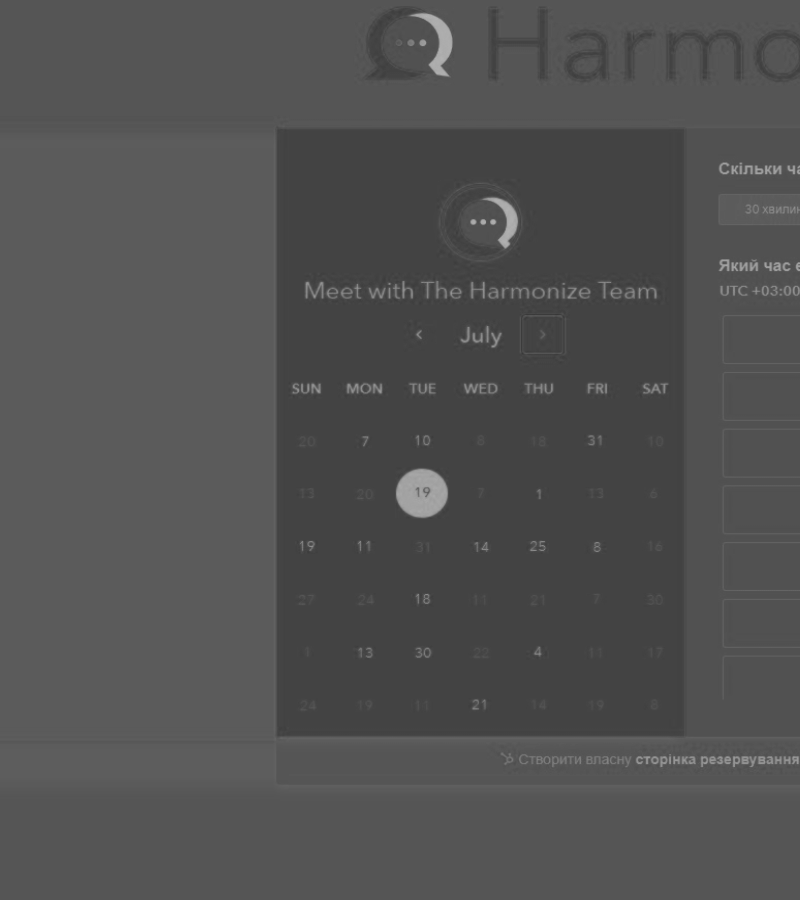 Harmo
Meet with The Harmonize Team
‹ July ›
SUN MON TUE WED THU FRI SAT
20 7 10 6 18 31 10
13 20 19 7 1 13 6
19 11 31 14 25 8 16
27 24 18 11 21 7 30
1 13 30 22 4 11 17
24 19 11 21 14 19 8
Скільки ча
30 хвилин
Який час є
UTC +03:00
Створити власну сторінка резервування